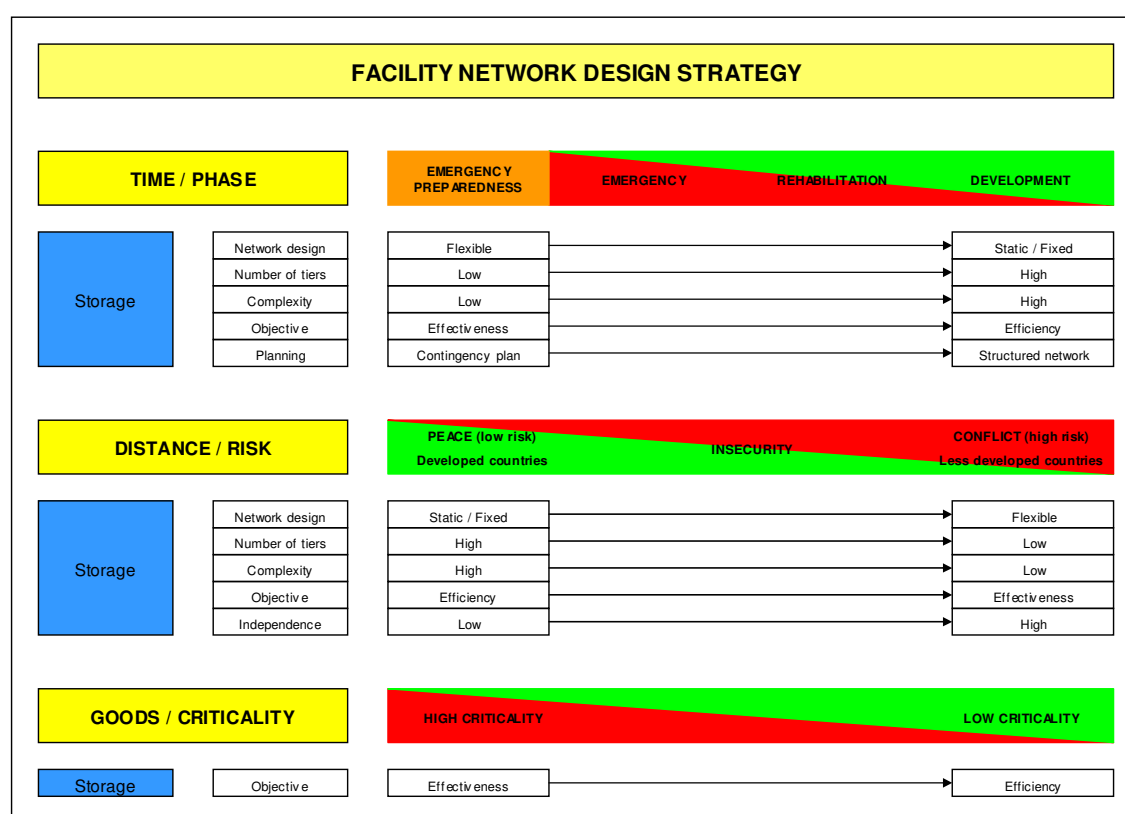 FACILITY NETWORK DESIGN STRATEGY
TIME / PHASE
EMERGENCY
PREPAREDNESS
EMERGENCY
REHABILITATION
DEVELOPMENT
Storage
Network design
Flexible
Static / Fixed
Number of tiers
Low
High
Complexity
Low
High
Objective
Effectiveness
Efficiency
Planning
Contingency plan
Structured network
DISTANCE / RISK
PEACE (low risk)
Developed countries
INSECURITY
CONFLICT (high risk)
Less developed countries
Storage
Network design
Static / Fixed
Flexible
Number of tiers
High
Low
Complexity
High
Low
Objective
Efficiency
Effectiveness
Independence
Low
High
GOODS / CRITICALITY
HIGH CRITICALITY
LOW CRITICALITY
Storage
Objective
Effectiveness
Efficiency